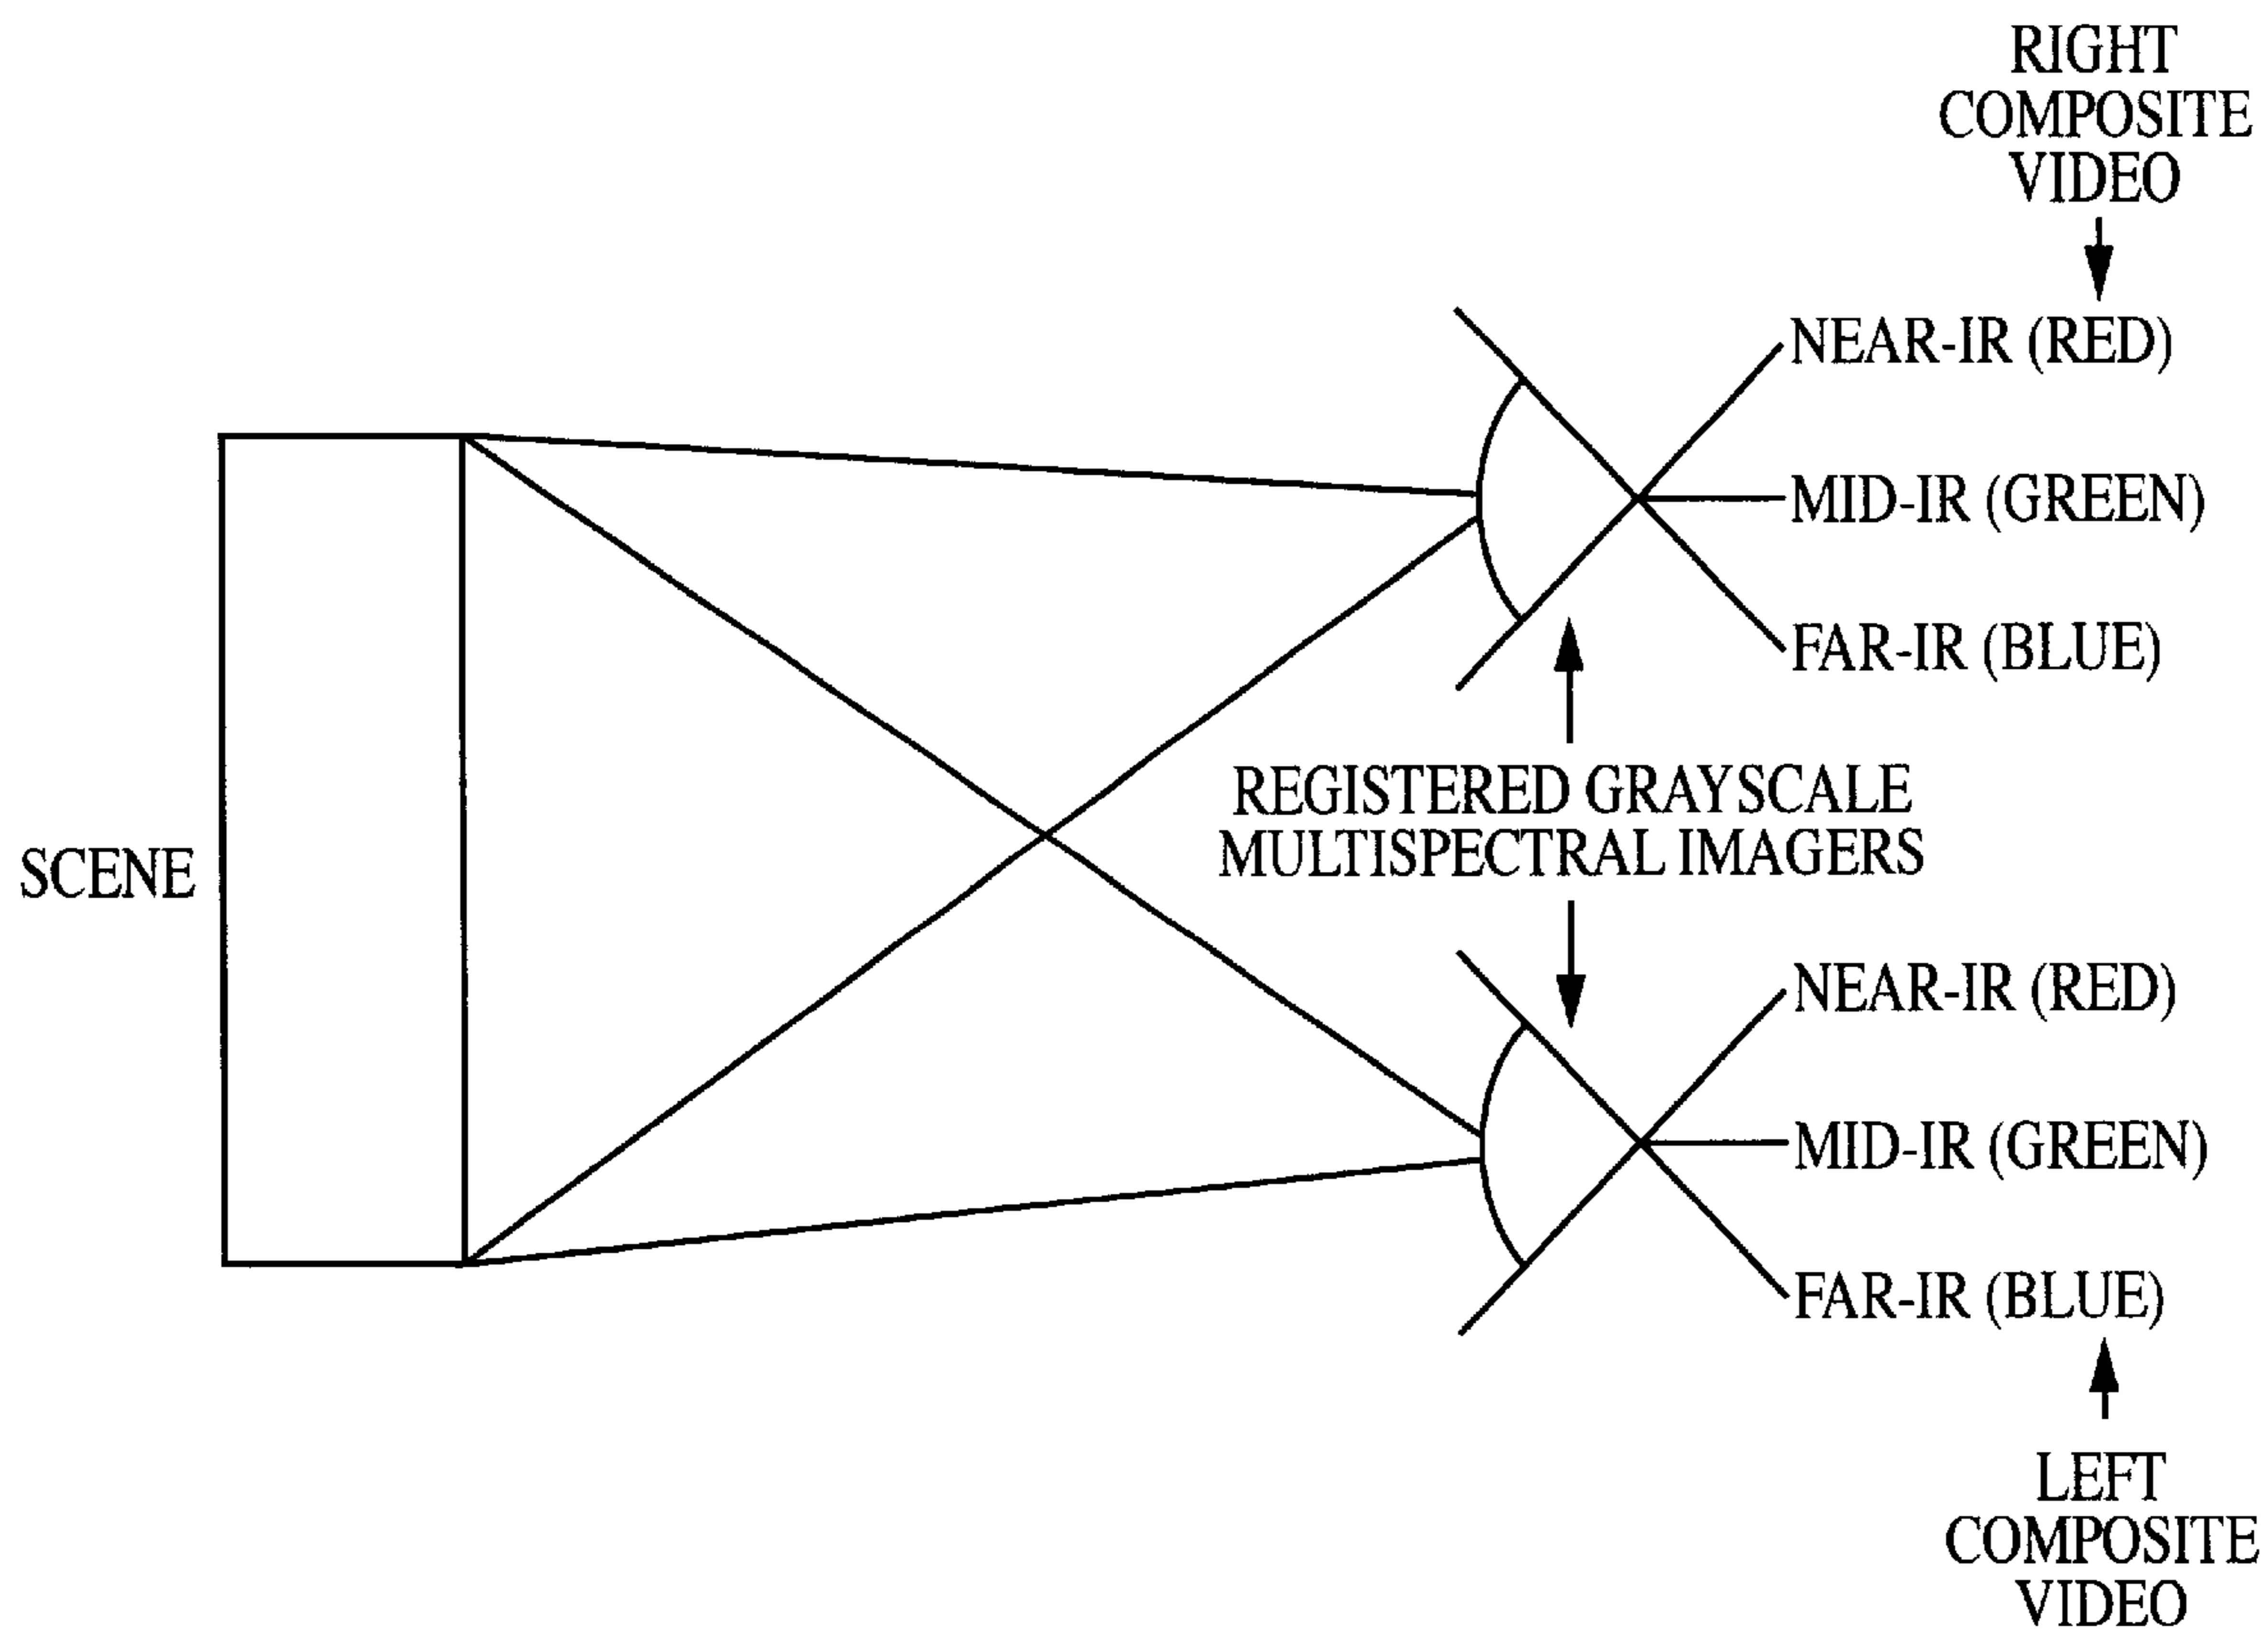 RIGHT
COMPOSITE
VIDEO
NEAR-IR (RED)
MID-IR (GREEN)
FAR-IR (BLUE)
REGISTERED GRAYSCALE
MULTISPECTRAL IMAGERS
SCENE
NEAR-IR (RED)
MID-IR (GREEN)
FAR-IR (BLUE)
LEFT
COMPOSITE
VIDEO